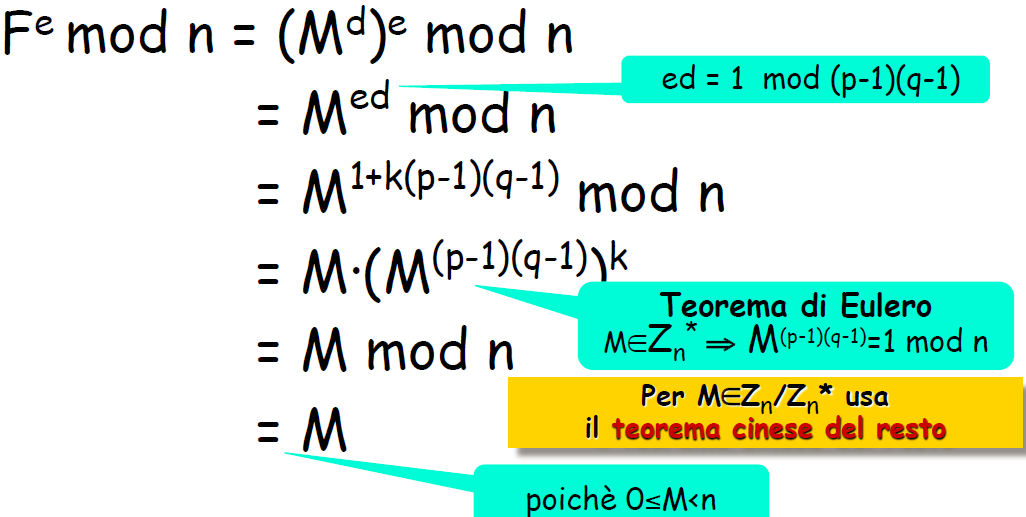 Fᵉ mod n = (Mᵈ)ᵉ mod n
ed = 1 mod (p-1)(q-1)
= Mᵉᵈ mod n
= M^1+k(p-1)(q-1) mod n
= M·(M^(p-1)(q-1))^k
Teorema di Eulero
M∈Zₙ* ⇒ M^(p-1)(q-1)=1 mod n
= M mod n
Per M∈Zₙ/Zₙ* usa
il teorema cinese del resto
= M
poichè 0≤M<n